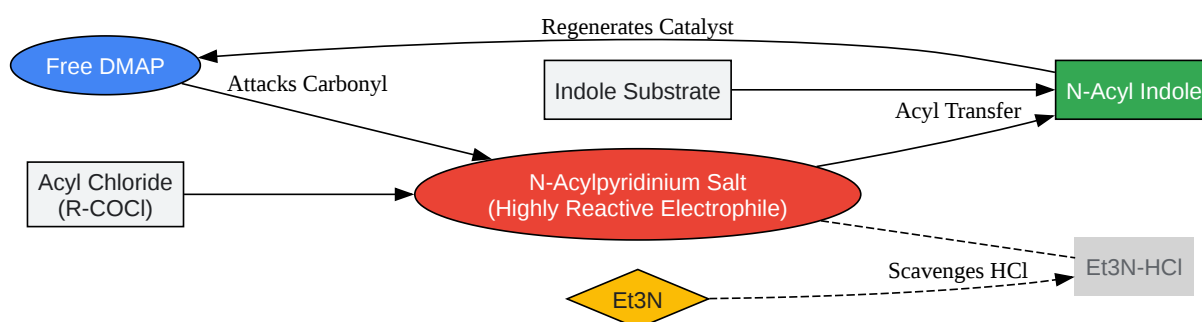 Regenerates Catalyst
Free DMAP
Attacks Carbonyl
Indole Substrate
N-Acyl Indole
Acyl Transfer
Acyl Chloride
(R-COCl)
N-Acylpyridinium Salt
(Highly Reactive Electrophile)
Scavenges HCl
Et3N-HCl
Et3N